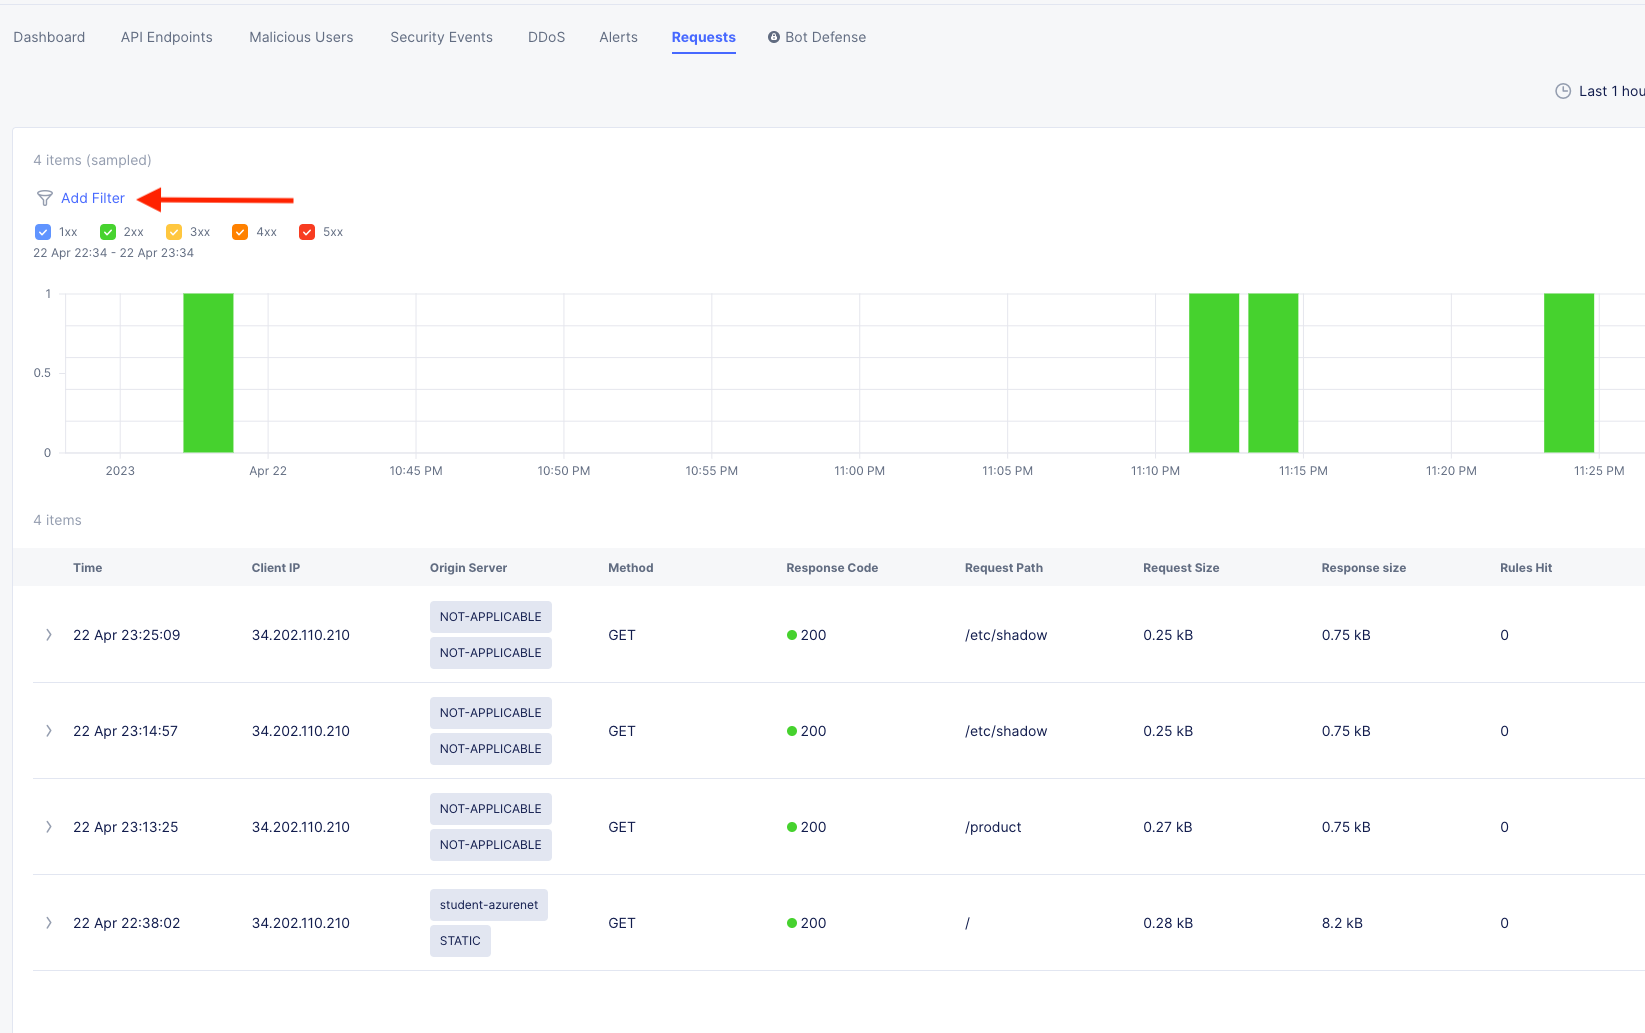 Dashboard API Endpoints Malicious Users Security Events DDoS Alerts Requests Bot Defense
Last 1 hou
4 items (sampled)
Add Filter
1xx 2xx 3xx 4xx 5xx
22 Apr 22:34 - 22 Apr 23:34
1
0.5
0
2023 Apr 22 10:45 PM 10:50 PM 10:55 PM 11:00 PM 11:05 PM 11:10 PM 11:15 PM 11:20 PM 11:25 PM
4 items
Time Client IP Origin Server Method Response Code Request Path Request Size Response size Rules Hit
NOT-APPLICABLE
22 Apr 23:25:09 34.202.110.210 GET 200 /etc/shadow 0.25 kB 0.75 kB 0
NOT-APPLICABLE
NOT-APPLICABLE
22 Apr 23:14:57 34.202.110.210 GET 200 /etc/shadow 0.25 kB 0.75 kB 0
NOT-APPLICABLE
NOT-APPLICABLE
22 Apr 23:13:25 34.202.110.210 GET 200 /product 0.27 kB 0.75 kB 0
NOT-APPLICABLE
student-azurenet
22 Apr 22:38:02 34.202.110.210 GET 200 / 0.28 kB 8.2 kB 0
STATIC